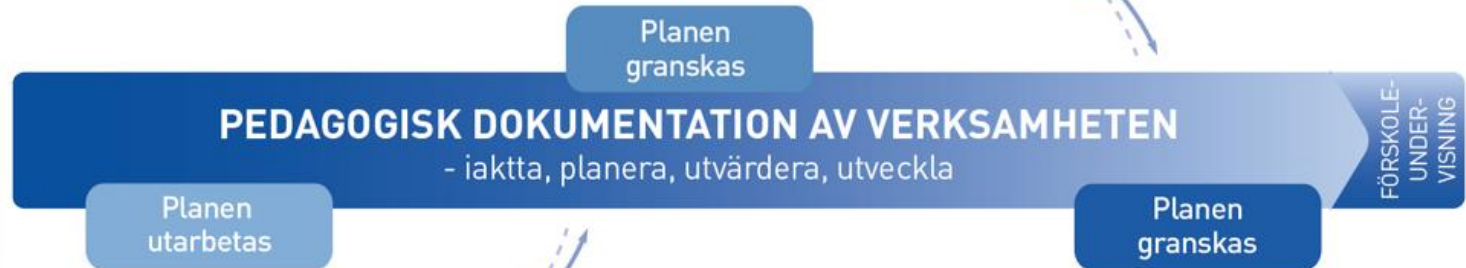 Planen
granskas
PEDAGOGISK DOKUMENTATION AV VERKSAMHETEN
- iaktta, planera, utvärdera, utveckla
FÖRSKOLE-
UNDER-
VISNING
Planen
utarbetas
Planen
granskas